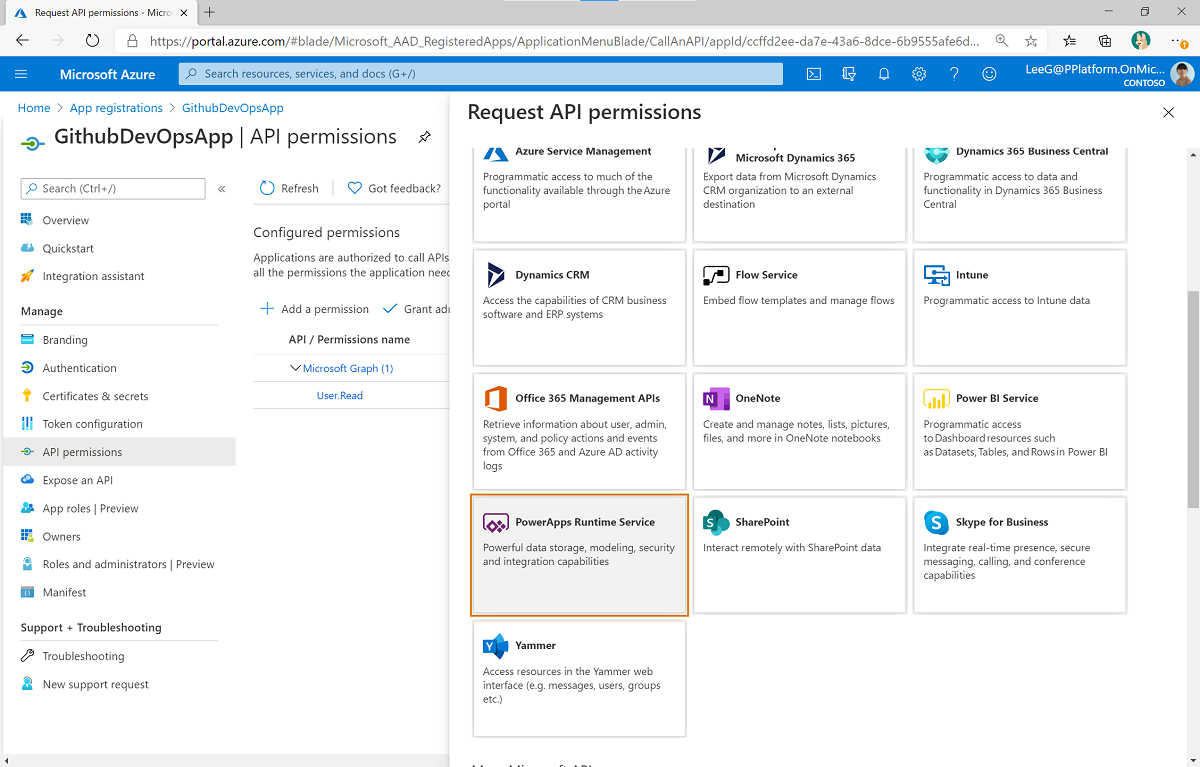 Request API permissions - Micro
https://portal.azure.com/#blade/Microsoft_AAD_RegisteredApps/ApplicationMenuBlade/CallAnAPI/appId/ccffd2ee-da7e-43a6-8dce-6b9555afe6d...
Microsoft Azure
Search resources, services, and docs (G+/)
LeeG@PPlatform.OnMic...
CONTOSO
Home > App registrations > GithubDevOpsApp
GithubDevOpsApp | API permissions
Search (Ctrl+/)
«
Overview
Quickstart
Integration assistant
Manage
Branding
Authentication
Certificates & secrets
Token configuration
API permissions
Expose an API
App roles | Preview
Owners
Roles and administrators | Preview
Manifest
Support + Troubleshooting
Troubleshooting
New support request
Refresh
Got feedback?
Configured permissions
Applications are authorized to call APIs
all the permissions the application nee
Add a permission
Grant ad
API / Permissions name
Microsoft Graph (1)
User.Read
Request API permissions
Azure Service Management
Programmatic access to much of the
functionality available through the Azure
portal
Microsoft Dynamics 365
Export data from Microsoft Dynamics
CRM organization to an external
destination
Dynamics 365 Business Central
Programmatic access to data and
functionality in Dynamics 365 Business
Central
Dynamics CRM
Access the capabilities of CRM business
software and ERP systems
Flow Service
Embed flow templates and manage flows
Intune
Programmatic access to Intune data
Office 365 Management APIs
Retrieve information about user, admin,
system, and policy actions and events
from Office 365 and Azure AD activity
logs
OneNote
Create and manage notes, lists, pictures,
files, and more in OneNote notebooks
Power BI Service
Programmatic access
to Dashboard resources such
as Datasets, Tables, and Rows in Power BI
PowerApps Runtime Service
Powerful data storage, modeling, security
and integration capabilities
SharePoint
Interact remotely with SharePoint data
Skype for Business
Integrate real-time presence, secure
messaging, calling, and conference
capabilities
Yammer
Access resources in the Yammer web
interface (e.g. messages, users, groups
etc.)